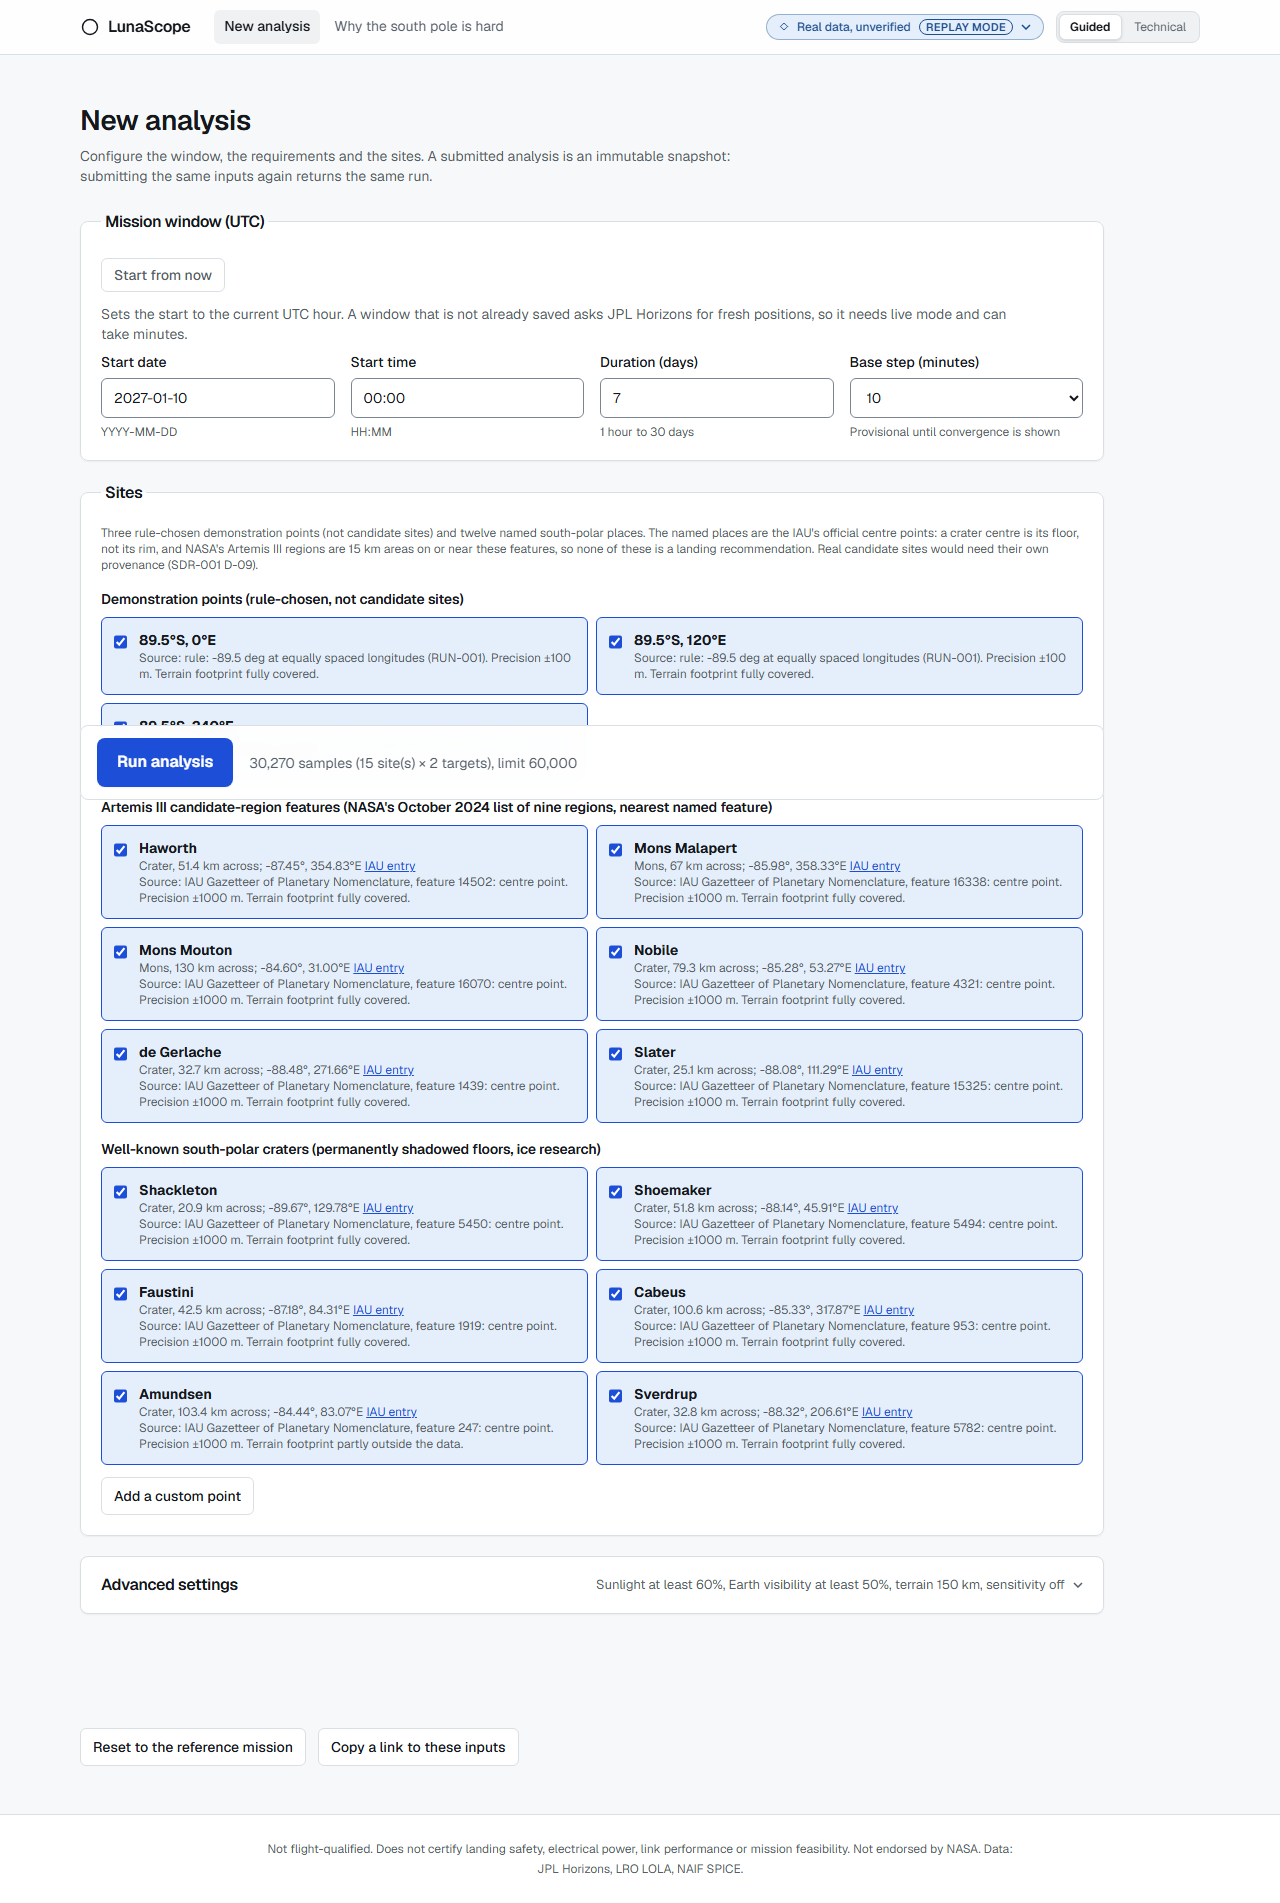 LunaScope
New analysis
Why the south pole is hard
Real data, unverified
REPLAY MODE
Guided
Technical
New analysis
Configure the window, the requirements and the sites. A submitted analysis is an immutable snapshot:
submitting the same inputs again returns the same run.
Mission window (UTC)
Start from now
Sets the start to the current UTC hour. A window that is not already saved asks JPL Horizons for fresh positions, so it needs live mode and can
take minutes.
Start date
Start time
Duration (days)
Base step (minutes)
2027-01-10
00:00
7
10
YYYY-MM-DD
HH:MM
1 hour to 30 days
Provisional until convergence is shown
Sites
Three rule-chosen demonstration points (not candidate sites) and twelve named south-polar places. The named places are the IAU's official centre points: a crater centre is its floor,
not its rim, and NASA's Artemis III regions are 15 km areas on or near these features, so none of these is a landing recommendation. Real candidate sites would need their own
provenance (SDR-001 D-09).
Demonstration points (rule-chosen, not candidate sites)
89.5°S, 0°E
Source: rule: -89.5 deg at equally spaced longitudes (RUN-001). Precision ±100
m. Terrain footprint fully covered.
89.5°S, 120°E
Source: rule: -89.5 deg at equally spaced longitudes (RUN-001). Precision ±100
m. Terrain footprint fully covered.
89.5°S, 240°E
Run analysis
30,270 samples (15 site(s) × 2 targets), limit 60,000
Artemis III candidate-region features (NASA's October 2024 list of nine regions, nearest named feature)
Haworth
Crater, 51.4 km across; -87.45°, 354.83°E IAU entry
Source: IAU Gazetteer of Planetary Nomenclature, feature 14502: centre point.
Precision ±1000 m. Terrain footprint fully covered.
Mons Malapert
Mons, 67 km across; -85.98°, 358.33°E IAU entry
Source: IAU Gazetteer of Planetary Nomenclature, feature 16338: centre point.
Precision ±1000 m. Terrain footprint fully covered.
Mons Mouton
Mons, 130 km across; -84.60°, 31.00°E IAU entry
Source: IAU Gazetteer of Planetary Nomenclature, feature 16070: centre point.
Precision ±1000 m. Terrain footprint fully covered.
Nobile
Crater, 79.3 km across; -85.28°, 53.27°E IAU entry
Source: IAU Gazetteer of Planetary Nomenclature, feature 4321: centre point.
Precision ±1000 m. Terrain footprint fully covered.
de Gerlache
Crater, 32.7 km across; -88.48°, 271.66°E IAU entry
Source: IAU Gazetteer of Planetary Nomenclature, feature 1439: centre point.
Precision ±1000 m. Terrain footprint fully covered.
Slater
Crater, 25.1 km across; -88.08°, 111.29°E IAU entry
Source: IAU Gazetteer of Planetary Nomenclature, feature 15325: centre point.
Precision ±1000 m. Terrain footprint fully covered.
Well-known south-polar craters (permanently shadowed floors, ice research)
Shackleton
Crater, 20.9 km across; -89.67°, 129.78°E IAU entry
Source: IAU Gazetteer of Planetary Nomenclature, feature 5450: centre point.
Precision ±1000 m. Terrain footprint fully covered.
Shoemaker
Crater, 51.8 km across; -88.14°, 45.91°E IAU entry
Source: IAU Gazetteer of Planetary Nomenclature, feature 5494: centre point.
Precision ±1000 m. Terrain footprint fully covered.
Faustini
Crater, 42.5 km across; -87.18°, 84.31°E IAU entry
Source: IAU Gazetteer of Planetary Nomenclature, feature 1919: centre point.
Precision ±1000 m. Terrain footprint fully covered.
Cabeus
Crater, 100.6 km across; -85.33°, 317.87°E IAU entry
Source: IAU Gazetteer of Planetary Nomenclature, feature 953: centre point.
Precision ±1000 m. Terrain footprint fully covered.
Amundsen
Crater, 103.4 km across; -84.44°, 83.07°E IAU entry
Source: IAU Gazetteer of Planetary Nomenclature, feature 247: centre point.
Precision ±1000 m. Terrain footprint partly outside the data.
Sverdrup
Crater, 32.8 km across; -88.32°, 206.61°E IAU entry
Source: IAU Gazetteer of Planetary Nomenclature, feature 5782: centre point.
Precision ±1000 m. Terrain footprint fully covered.
Add a custom point
Advanced settings
Sunlight at least 60%, Earth visibility at least 50%, terrain 150 km, sensitivity off
Reset to the reference mission
Copy a link to these inputs
Not flight-qualified. Does not certify landing safety, electrical power, link performance or mission feasibility. Not endorsed by NASA. Data:
JPL Horizons, LRO LOLA, NAIF SPICE.